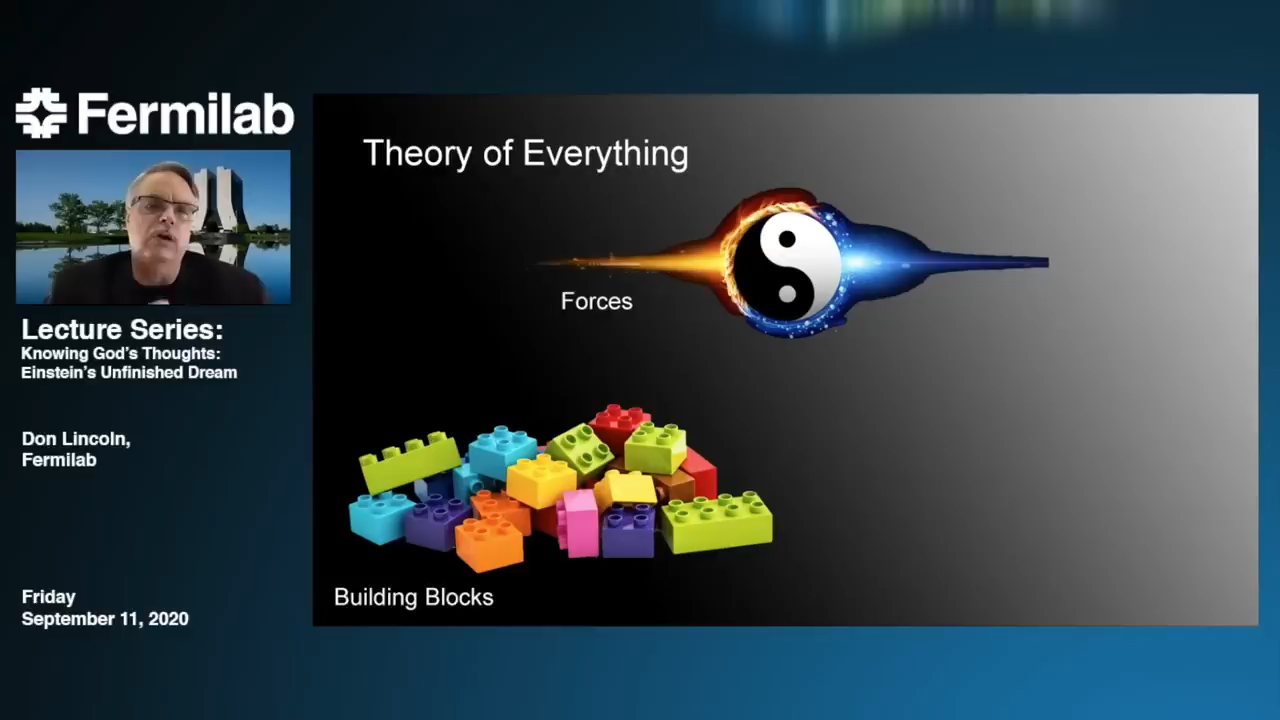 Fermilab
Lecture Series:
Knowing God's Thoughts:
Einstein's Unfinished Dream
Don Lincoln,
Fermilab
Friday
September 11, 2020
Theory of Everything
Forces
Building Blocks